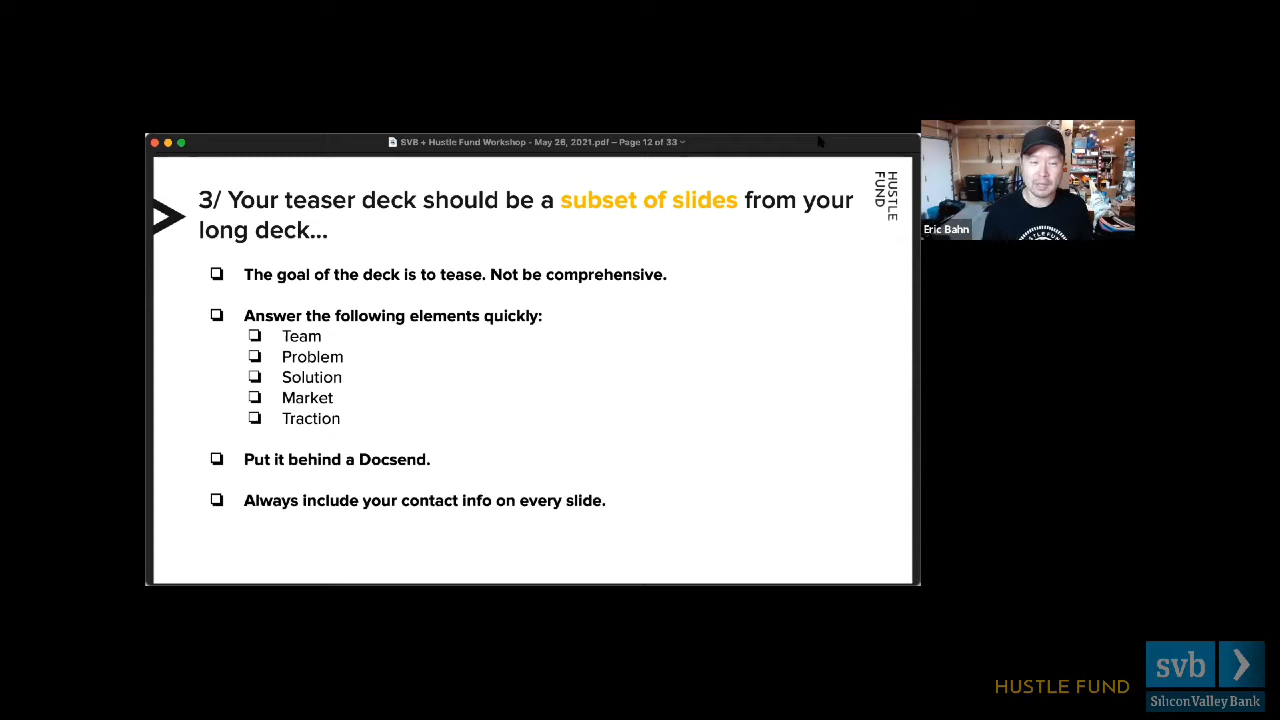 SVB + Hustle Fund Workshop - May 26, 2021.pdf – Page 12 of 33
3/ Your teaser deck should be a subset of slides from your
long deck...
HUSTLE
FUND
❏ The goal of the deck is to tease. Not be comprehensive.
❏ Answer the following elements quickly:
❏ Team
❏ Problem
❏ Solution
❏ Market
❏ Traction
❏ Put it behind a Docsend.
❏ Always include your contact info on every slide.
Eric Bahn
HUSTLE FUND
svb
Silicon Valley Bank